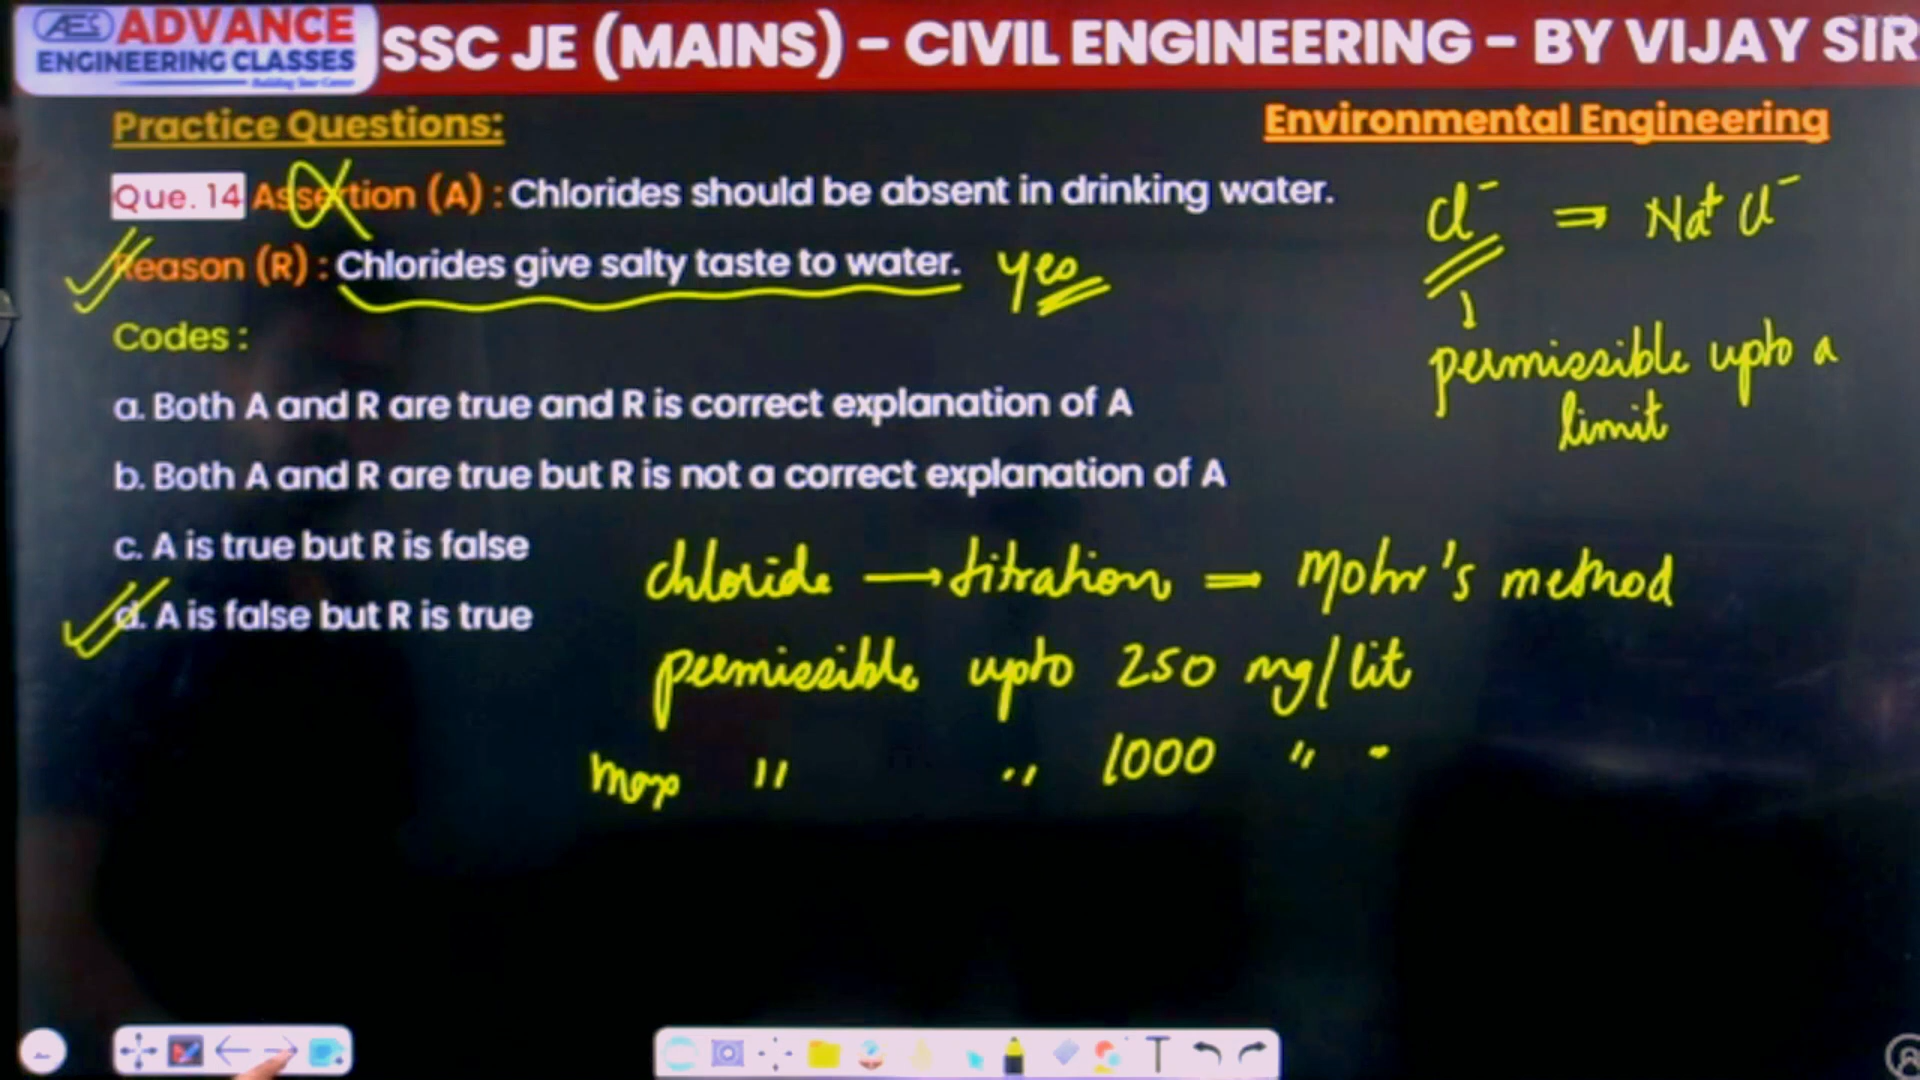 AES ADVANCE
ENGINEERING CLASSES
SSC JE (MAINS) - CIVIL ENGINEERING - BY VIJAY SIR
Practice Questions:
Environmental Engineering
Que. 14 Assertion (A) : Chlorides should be absent in drinking water.
Cl⁻ ⇒ Na⁺ Cl⁻
Reason (R) : Chlorides give salty taste to water. Yes
permissible upto a
limit
Codes :
a. Both A and R are true and R is correct explanation of A
b. Both A and R are true but R is not a correct explanation of A
c. A is true but R is false
d. A is false but R is true
chloride → titration ⇒ Mohr's method
permissible upto 250 mg/lit
max " " 1000 " "
T